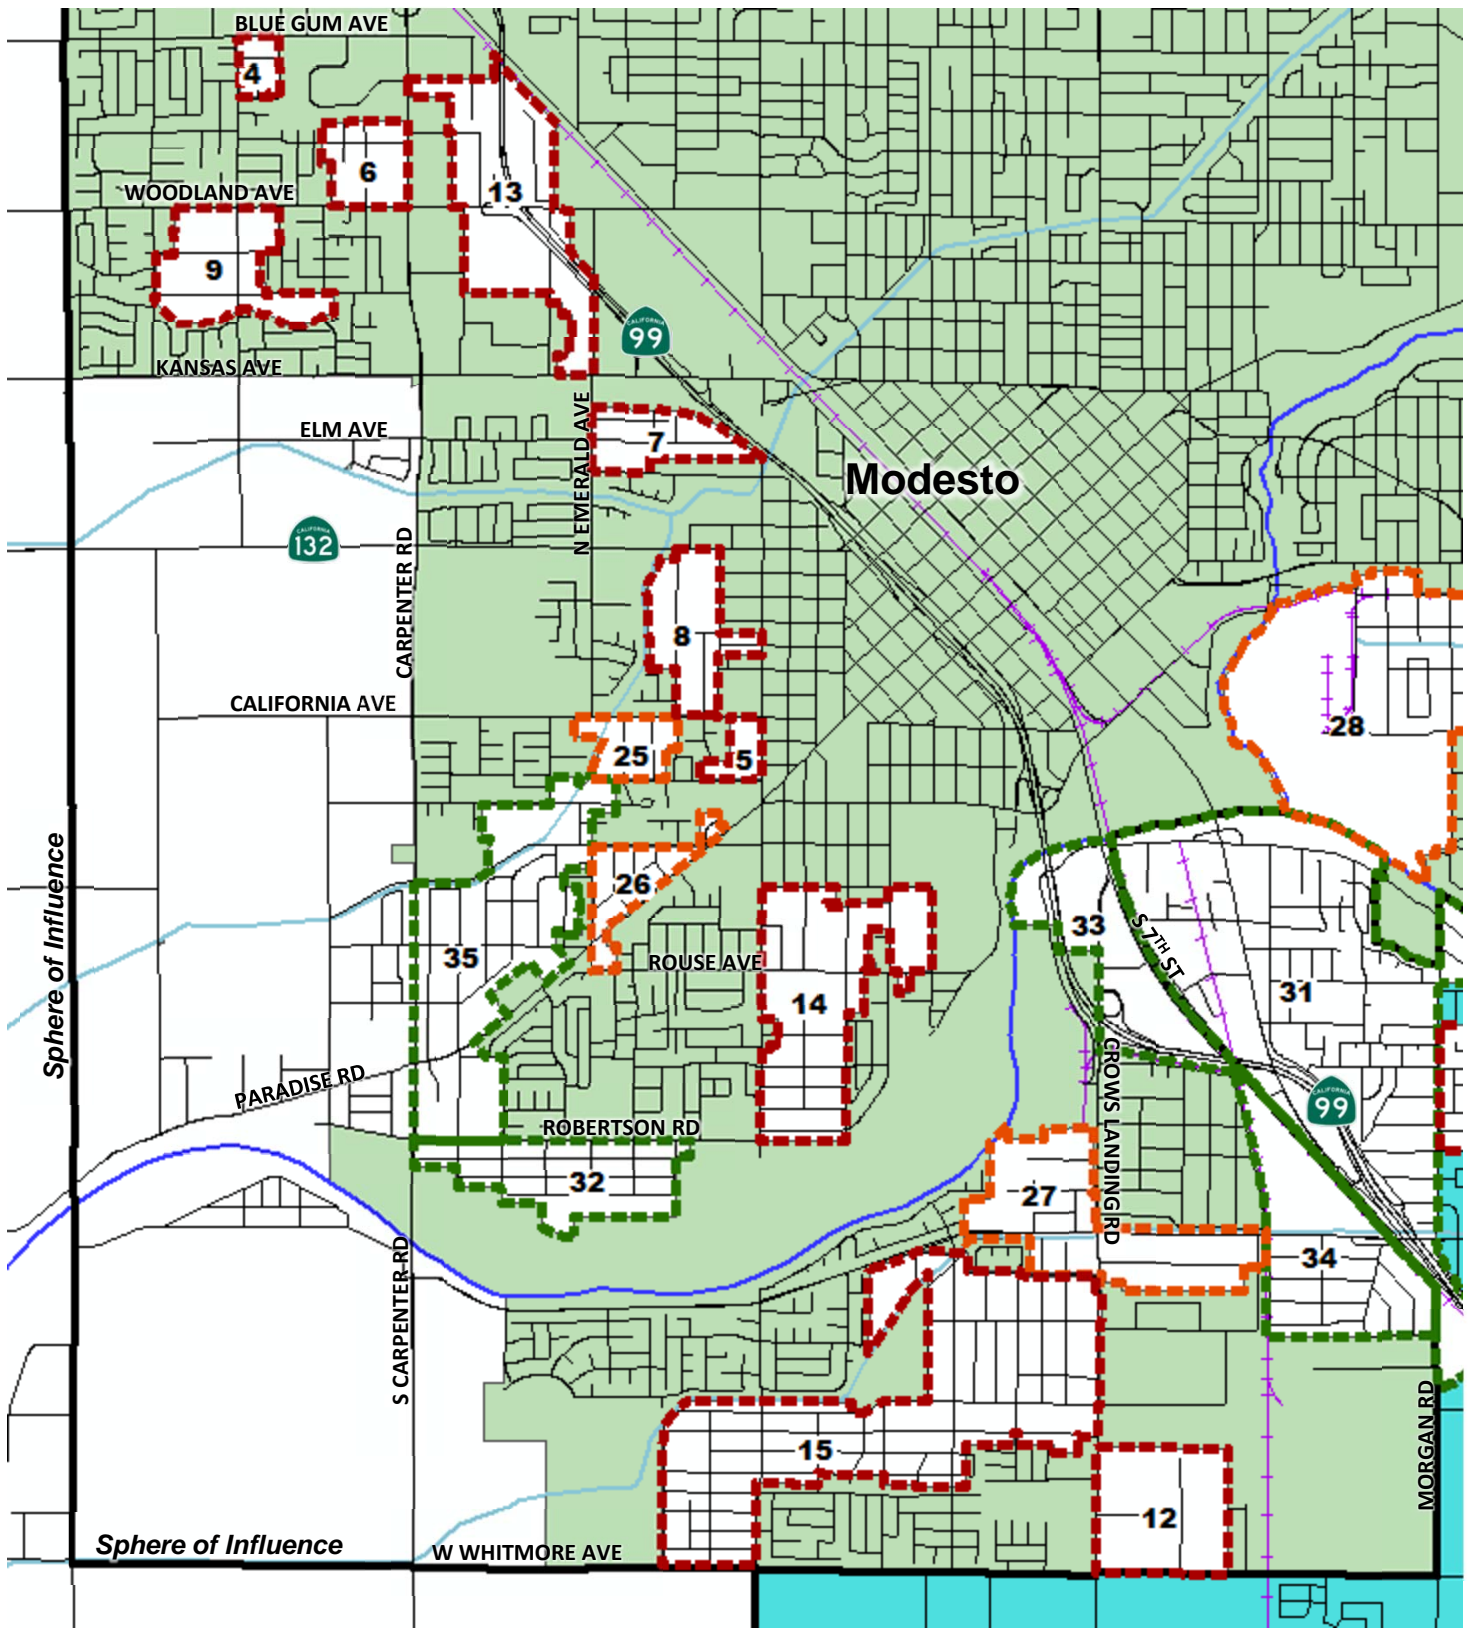 BLUE GUM AVE
4
6
13
WOODLAND AVE
9
CALIFORNIA
99
KANSAS AVE
ELM AVE
N EMERALD AVE
7
Modesto
CALIFORNIA
132
CARPENTER RD
8
CALIFORNIA AVE
28
25
5
Sphere of Influence
26
33
S 7TH ST
35
ROUSE AVE
31
14
PARADISE RD
CROWS LANDING RD
CALIFORNIA
99
ROBERTSON RD
32
27
34
S CARPENTER RD
MORGAN RD
15
12
Sphere of Influence
W WHITMORE AVE